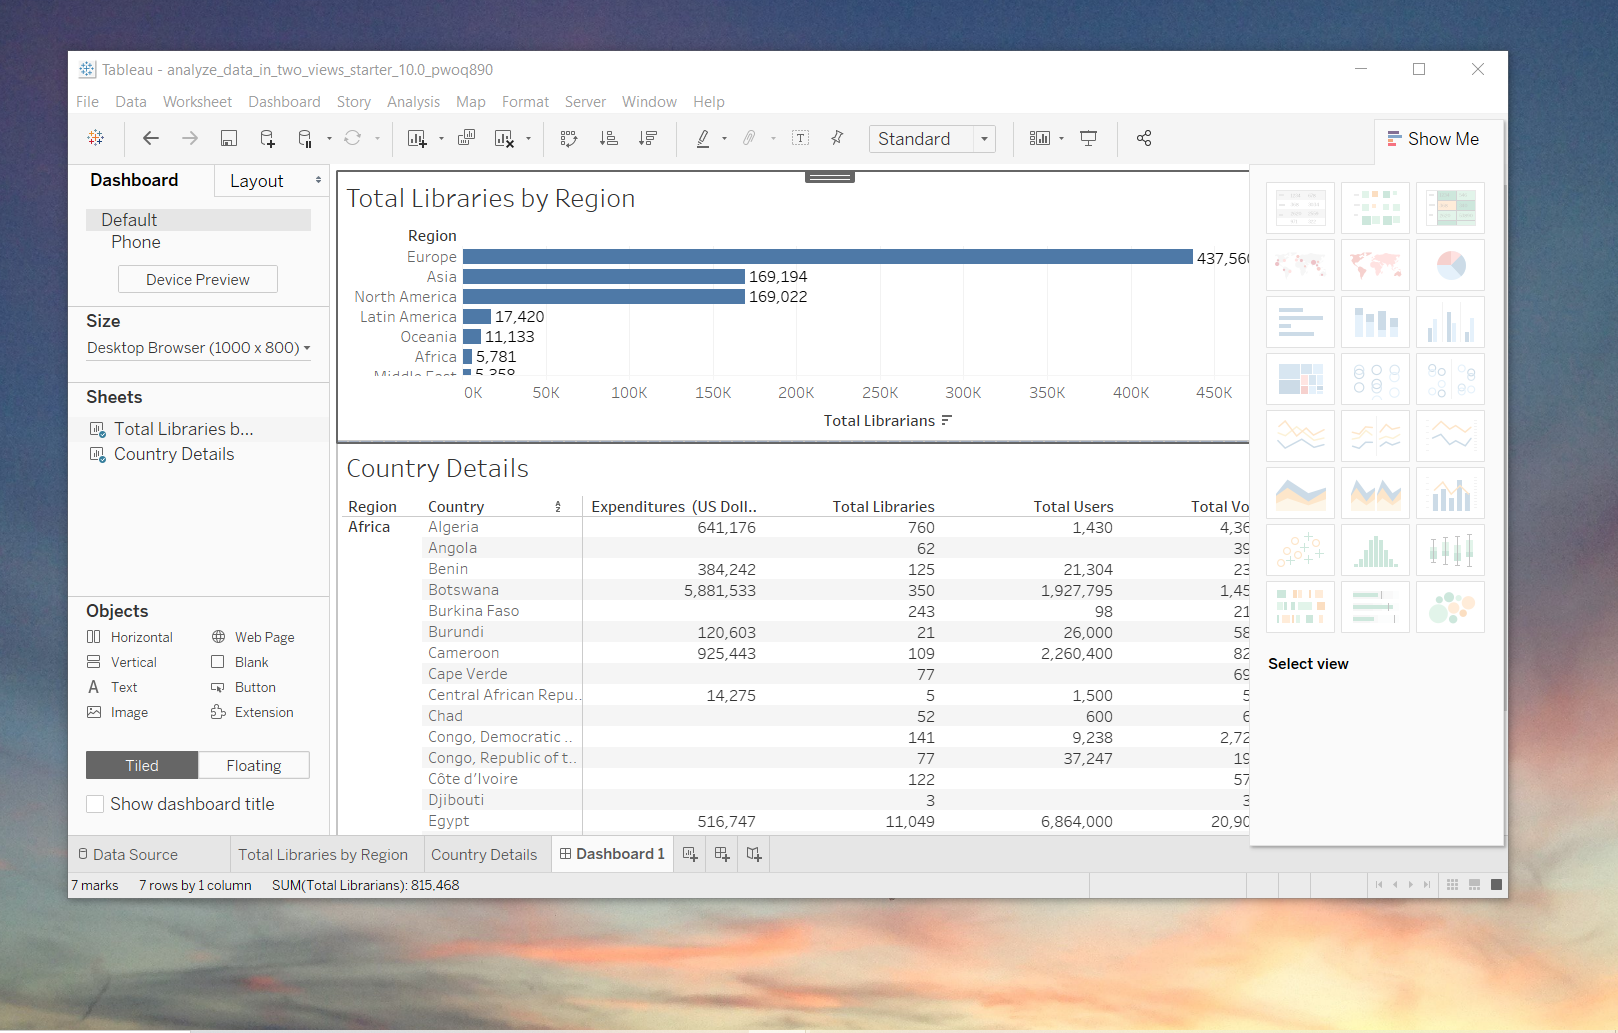 Tableau - analyze_data_in_two_views_starter_10.0_pwoq890
File Data Worksheet Dashboard Story Analysis Map Format Server Window Help
Standard
Show Me
Dashboard
Layout
Default
Phone
Device Preview
Size
Desktop Browser (1000 x 800)
Sheets
Total Libraries b...
Country Details
Objects
Horizontal Web Page
Vertical Blank
Text Button
Image Extension
Tiled Floating
Show dashboard title
Total Libraries by Region
Region
Europe 437,560
Asia 169,194
North America 169,022
Latin America 17,420
Oceania 11,133
Africa 5,781
Middle East 5,358
0K 50K 100K 150K 200K 250K 300K 350K 400K 450K
Total Librarians
Country Details
Region Country Expenditures (US Doll.. Total Libraries Total Users Total Vo
Africa Algeria 641,176 760 1,430 4,36
Angola 62 39
Benin 384,242 125 21,304 23
Botswana 5,881,533 350 1,927,795 1,45
Burkina Faso 243 98 21
Burundi 120,603 21 26,000 58
Cameroon 925,443 109 2,260,400 82
Cape Verde 77 69
Central African Repu.. 14,275 5 1,500 5
Chad 52 600 6
Congo, Democratic .. 141 9,238 2,72
Congo, Republic of t.. 77 37,247 19
Côte d'Ivoire 122 57
Djibouti 3 3
Egypt 516,747 11,049 6,864,000 20,90
Select view
Data Source Total Libraries by Region Country Details Dashboard 1
7 marks 7 rows by 1 column SUM(Total Librarians): 815,468